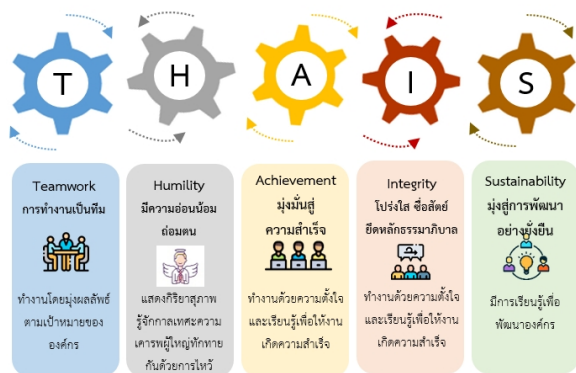 T
H
A
I
S
Teamwork
การทำงานเป็นทีม
ทำงานโดยมุ่งผลลัพธ์
ตามเป้าหมายของ
องค์กร
Humility
มีความอ่อนน้อม
ถ่อมตน
แสดงกิริยาสุภาพ
รู้จักกาลเทศะความ
เคารพผู้ใหญ่ทักทาย
กันด้วยการไหว้
Achievement
มุ่งมั่นสู่
ความสำเร็จ
ทำงานด้วยความตั้งใจ
และเรียนรู้เพื่อให้งาน
เกิดความสำเร็จ
Integrity
โปร่งใส ซื่อสัตย์
ยึดหลักธรรมาภิบาล
ทำงานด้วยความตั้งใจ
และเรียนรู้เพื่อให้งาน
เกิดความสำเร็จ
Sustainability
มุ่งสู่การพัฒนา
อย่างยั่งยืน
มีการเรียนรู้เพื่อ
พัฒนาองค์กร